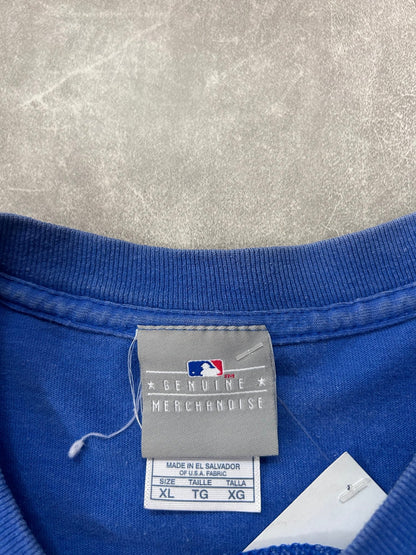 GENUINE
MERCHANDISE
MADE IN EL SALVADOR
OF U.S.A. FABRIC
SIZE TAILLE TALLA
XL TG XG